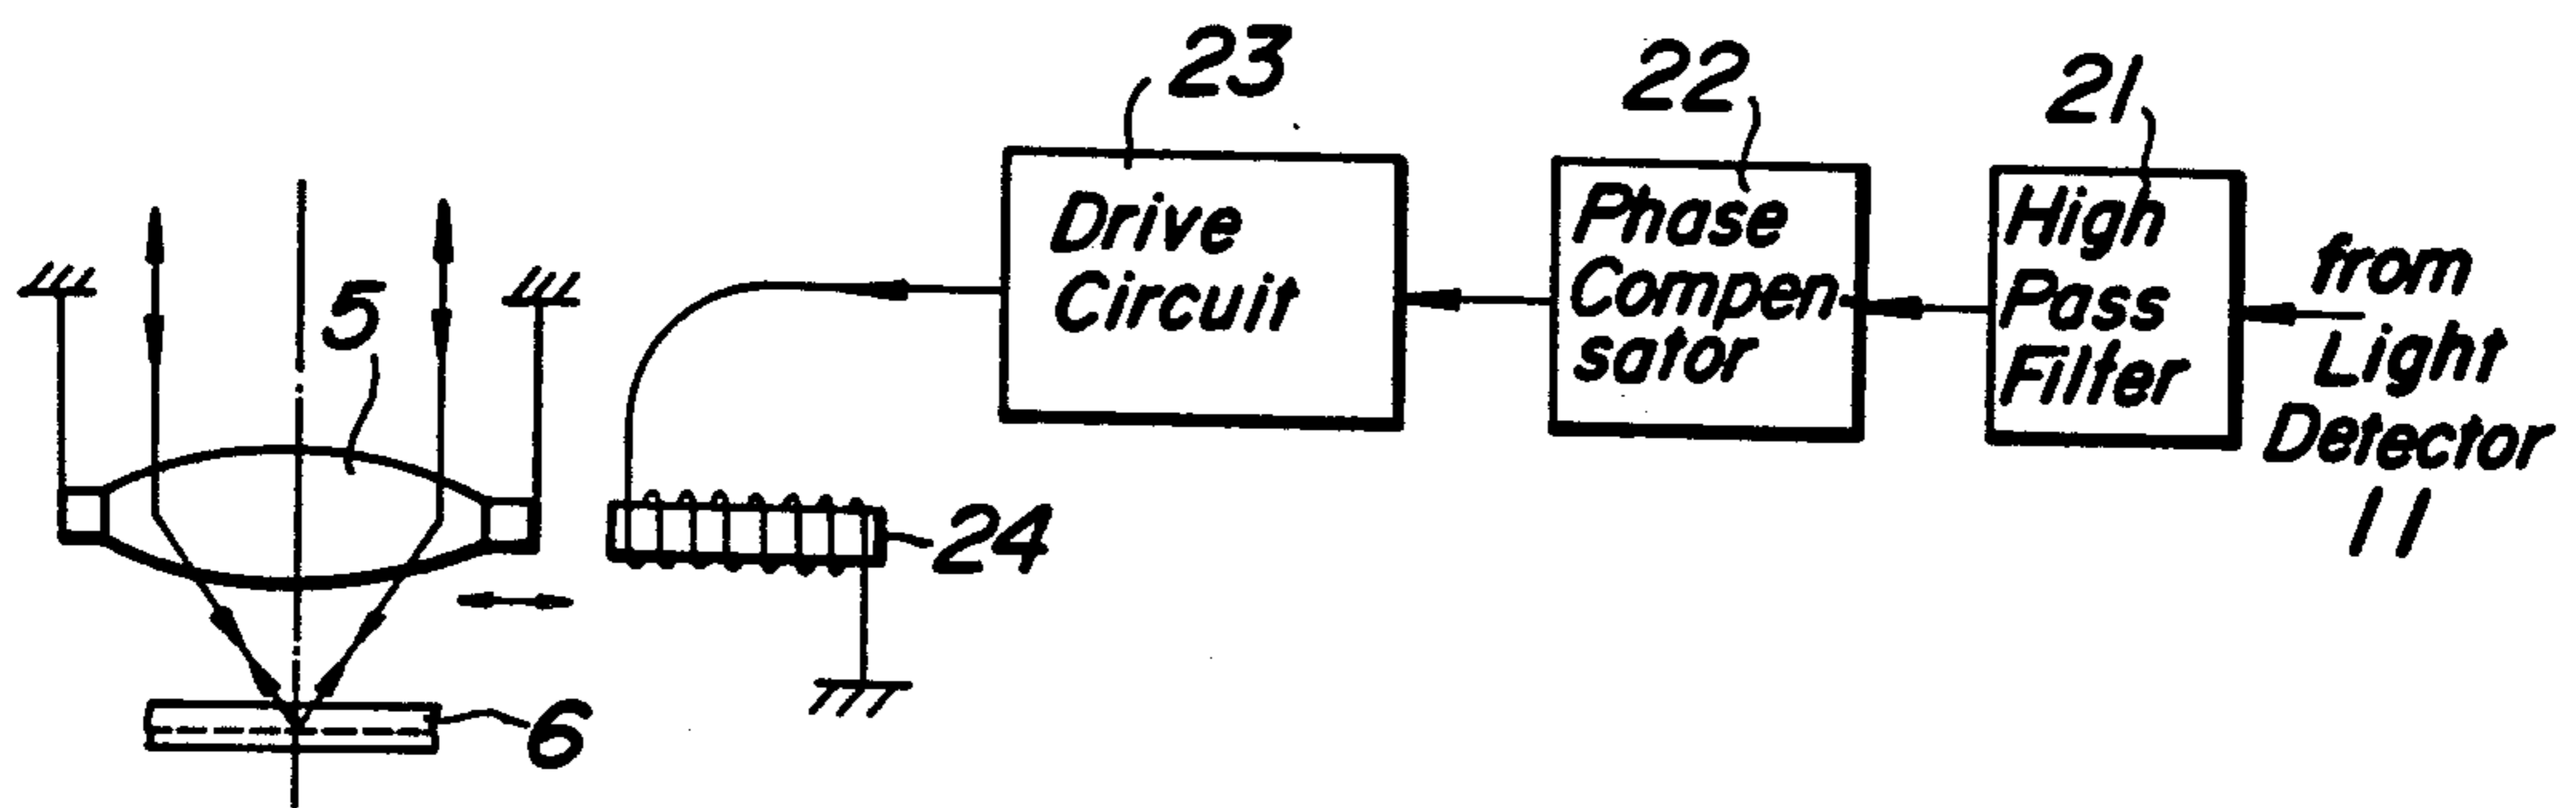 23
22
21
5
Drive
Circuit
Phase
Compen-
sator
High
Pass
Filter
from
Light
Detector
11
24
6